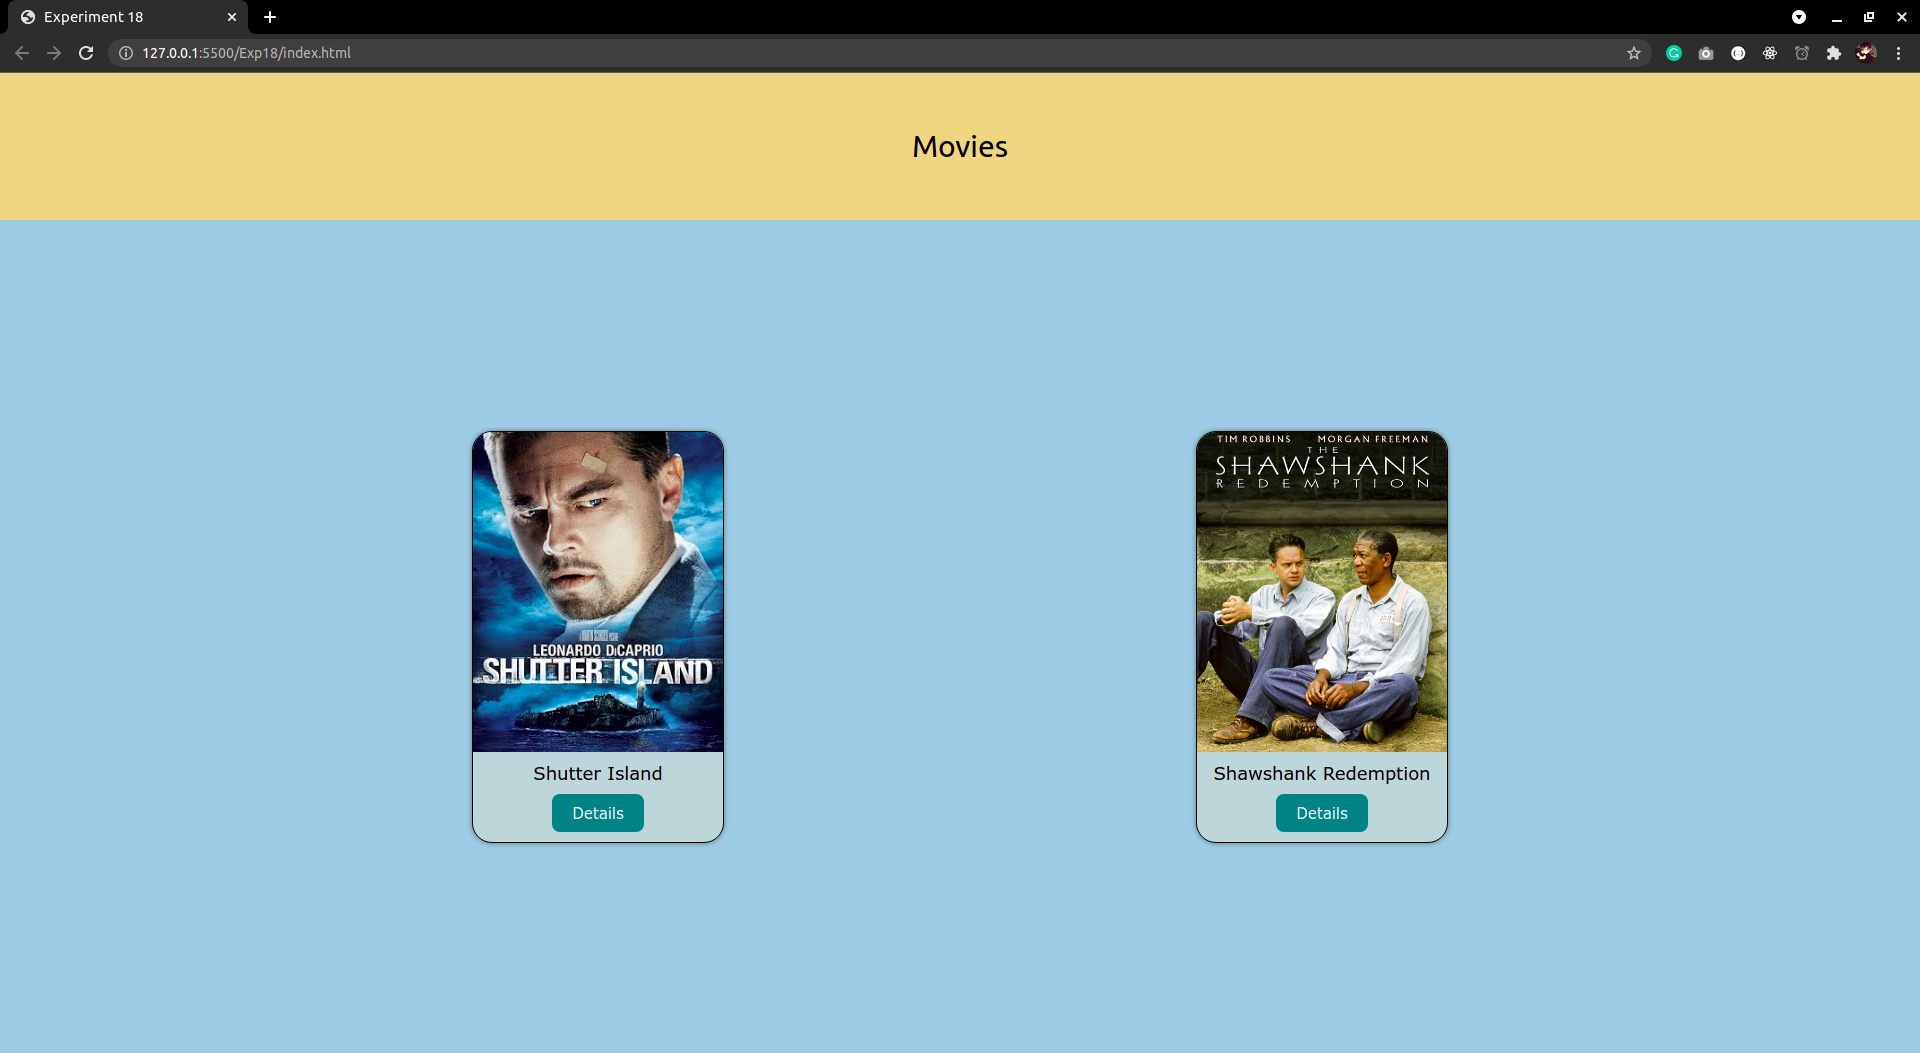 Experiment 18
127.0.0.1:5500/Exp18/index.html
Movies
LEONARDO DiCAPRIO
SHUTTER ISLAND
Shutter Island
Details
TIM ROBBINS MORGAN FREEMAN
THE
SHAWSHANK
REDEMPTION
Shawshank Redemption
Details